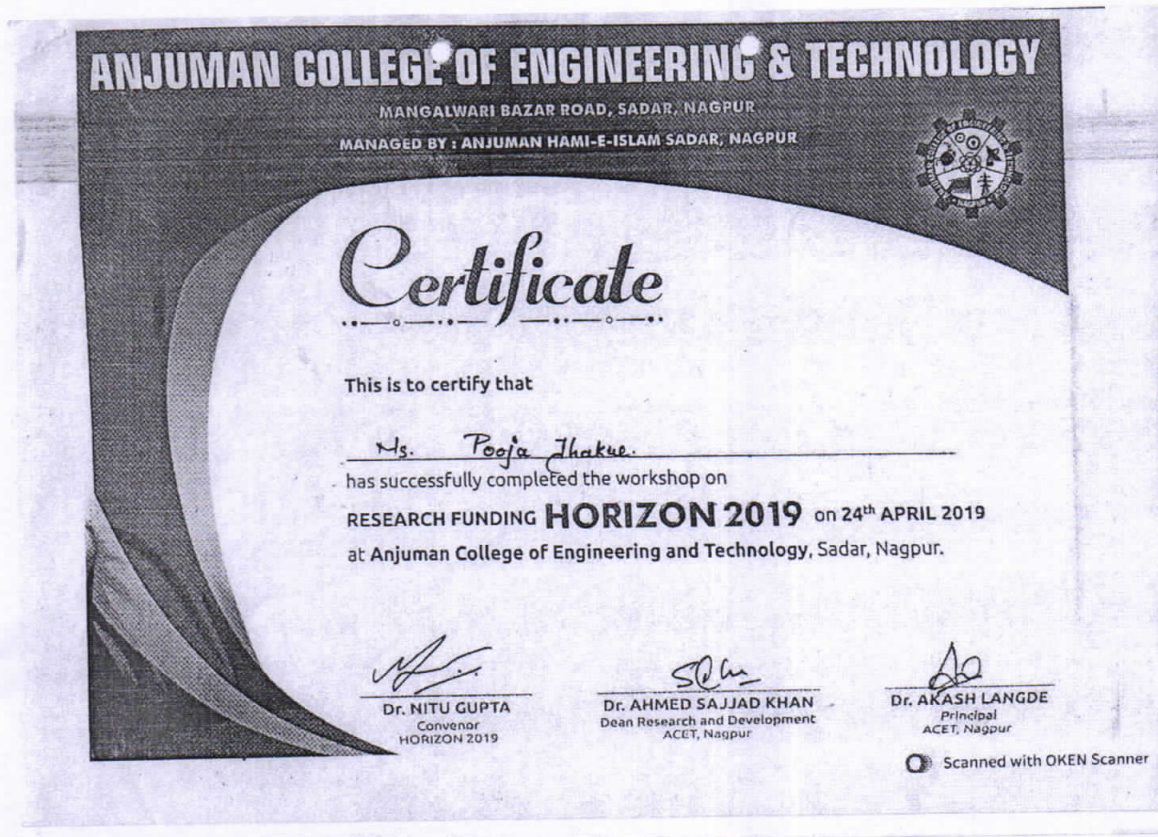 ANJUMAN COLLEGE OF ENGINEERING & TECHNOLOGY
MANGALWARI BAZAR ROAD, SADAR, NAGPUR
MANAGED BY : ANJUMAN HAMI-E-ISLAM SADAR, NAGPUR
Certificate
This is to certify that
Ms. Pooja Thakue.
has successfully completed the workshop on
RESEARCH FUNDING HORIZON 2019 on 24th APRIL 2019
at Anjuman College of Engineering and Technology, Sadar, Nagpur.
Dr. NITU GUPTA
Convenor
HORIZON 2019
Dr. AHMED SAJJAD KHAN
Dean Research and Development
ACET, Nagpur
Dr. AKASH LANGDE
Principal
ACET, Nagpur
Scanned with OKEN Scanner